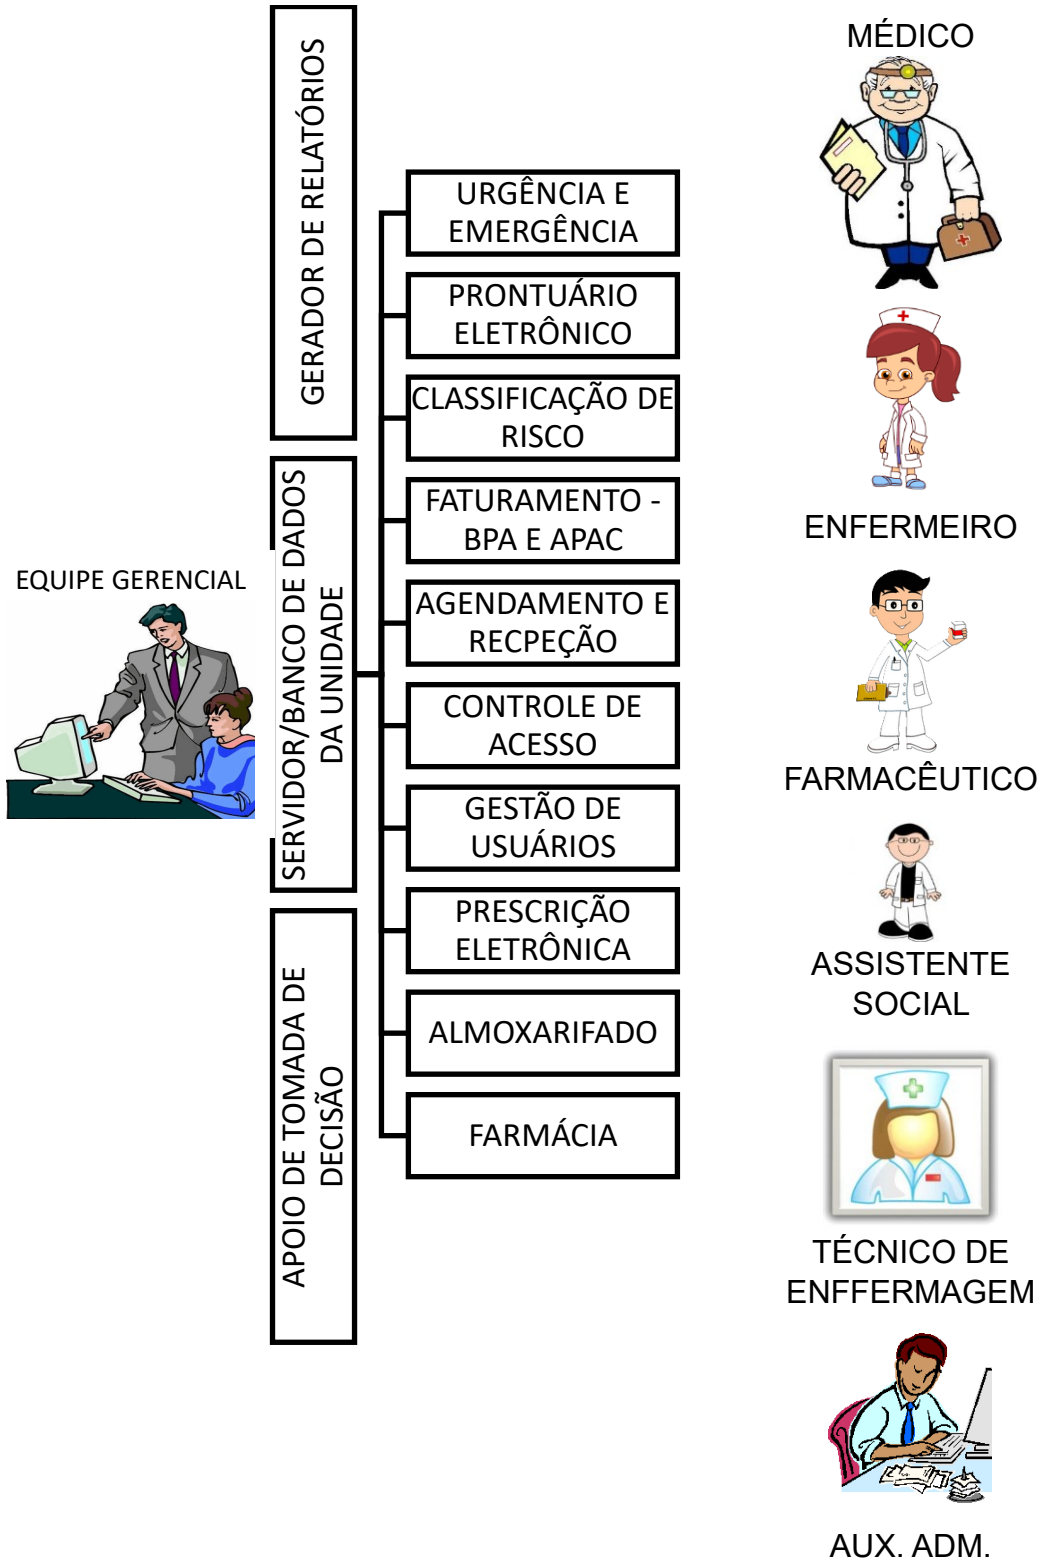 EQUIPE GERENCIAL
GERADOR DE RELATÓRIOS
SERVIDOR/BANCO DE DADOS
DA UNIDADE
APOIO DE TOMADA DE
DECISÃO
URGÊNCIA E
EMERGÊNCIA
PRONTUÁRIO
ELETRÔNICO
CLASSIFICAÇÃO DE
RISCO
FATURAMENTO -
BPA E APAC
AGENDAMENTO E
RECPEÇÃO
CONTROLE DE
ACESSO
GESTÃO DE
USUÁRIOS
PRESCRIÇÃO
ELETRÔNICA
ALMOXARIFADO
FARMÁCIA
MÉDICO
ENFERMEIRO
FARMACÊUTICO
ASSISTENTE
SOCIAL
TÉCNICO DE
ENFFERMAGEM
AUX. ADM.